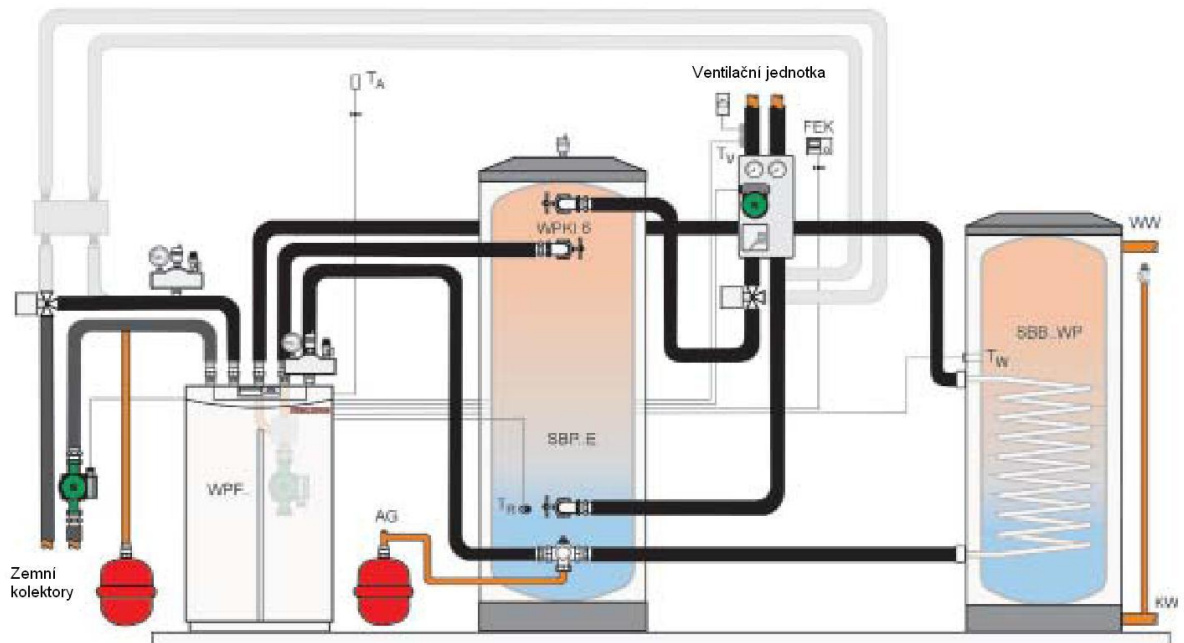 Ventilační jednotka
TA
FEK
TV
WPKI 6
WW
SBB..WP
TW
SBP..E
WPF..
TR
AG
Zemní
kolektory
KW